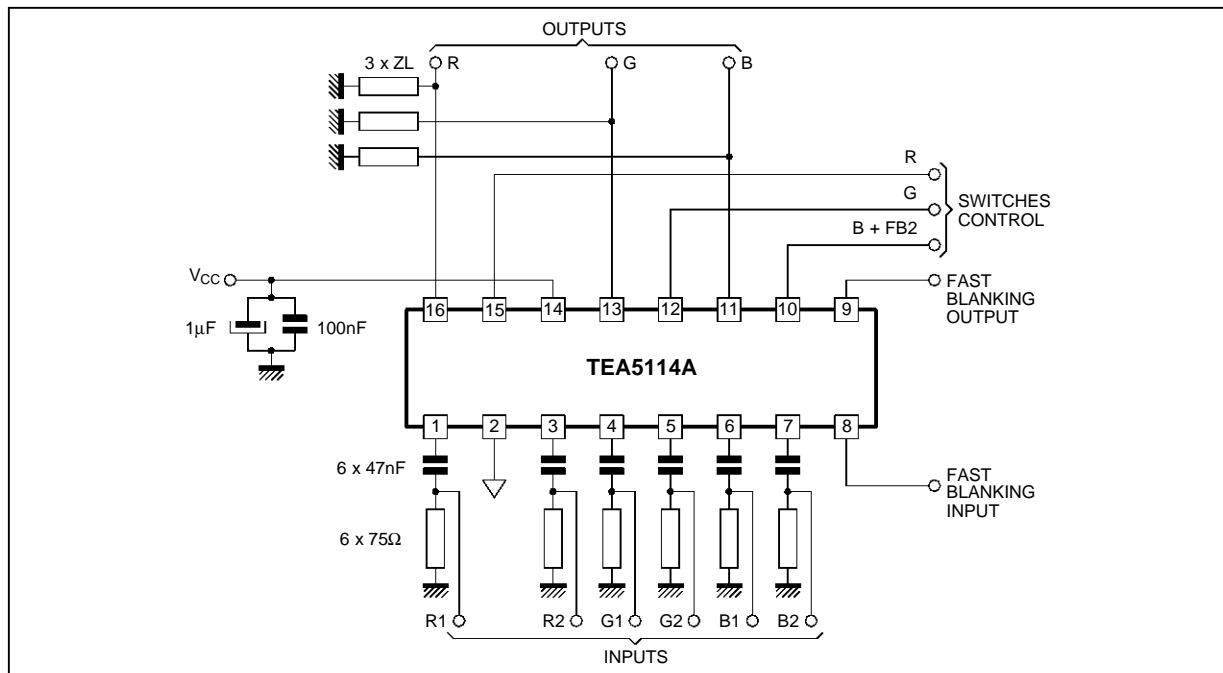 OUTPUTS
3 x ZL
R
G
B
R
G
B + FB2
SWITCHES
CONTROL
VCC
1µF
100nF
16
15
14
13
12
11
10
9
FAST
BLANKING
OUTPUT
TEA5114A
1
2
3
4
5
6
7
8
6 x 47nF
FAST
BLANKING
INPUT
6 x 75Ω
R1
R2
G1
G2
B1
B2
INPUTS